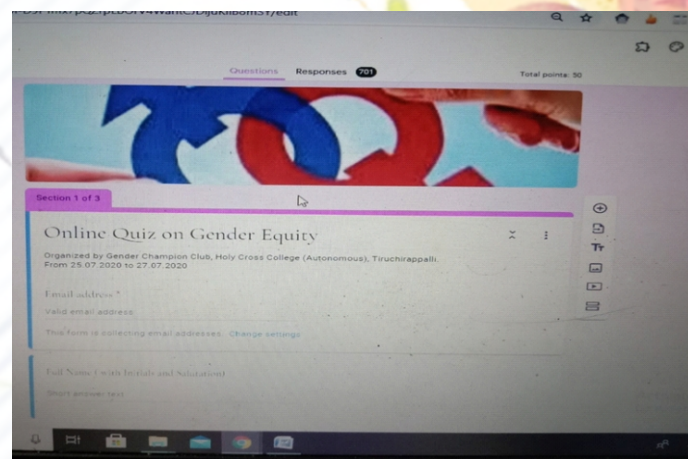 Questions Responses 701 Total points: 50
Section 1 of 3
Online Quiz on Gender Equity
Organized by Gender Champion Club, Holy Cross College (Autonomous), Tiruchirappalli.
From 25.07.2020 to 27.07.2020
Email address *
Valid email address
This form is collecting email addresses. Change settings
Full Name ( with Initials and Salutation)
Short answer text
Tт